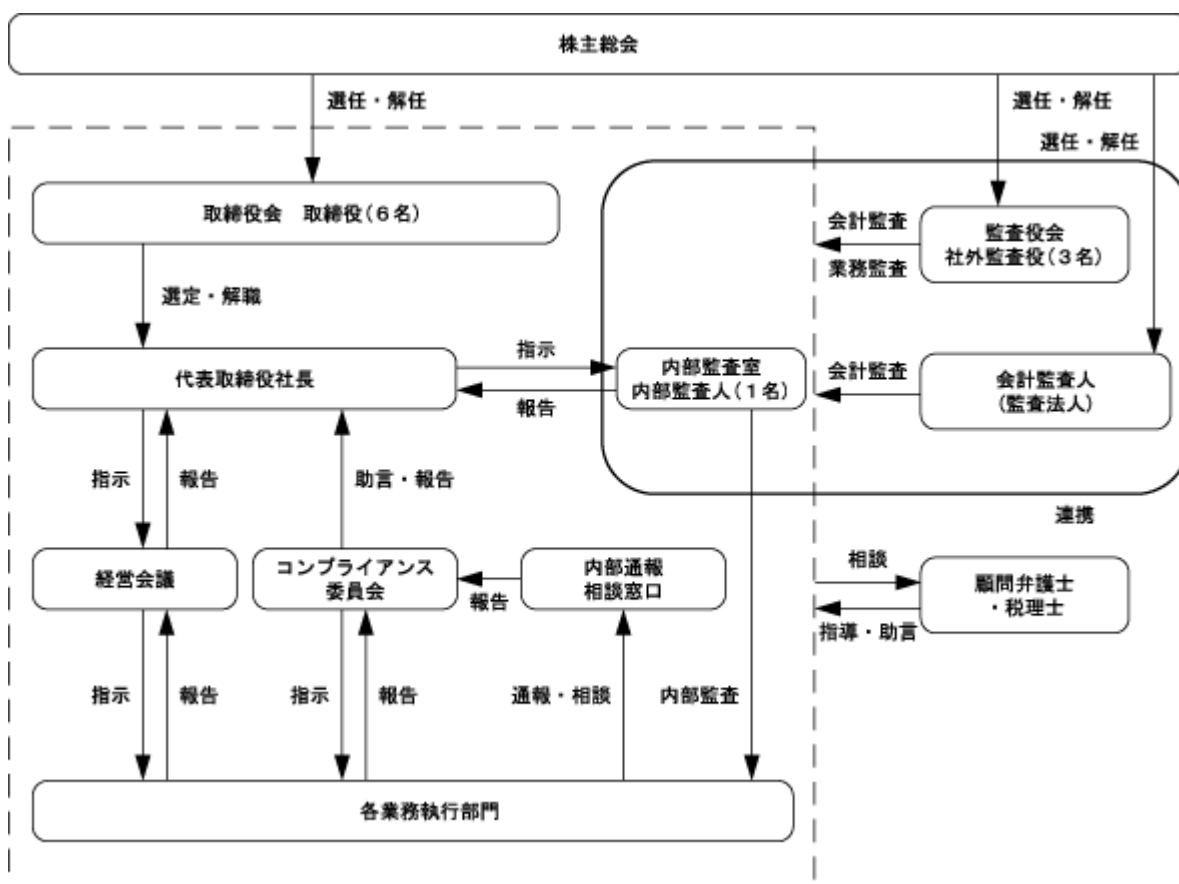 株主総会
選任・解任
選任・解任
選任・解任
取締役会 取締役(6名)
会計監査
業務監査
監査役会
社外監査役(3名)
選定・解職
代表取締役社長
指示
報告
内部監査室
内部監査人(1名)
会計監査
会計監査人
(監査法人)
指示
報告
助言・報告
連携
経営会議
コンプライアンス
委員会
報告
内部通報
相談窓口
相談
指導・助言
顧問弁護士
・税理士
指示
報告
指示
報告
通報・相談
内部監査
各業務執行部門